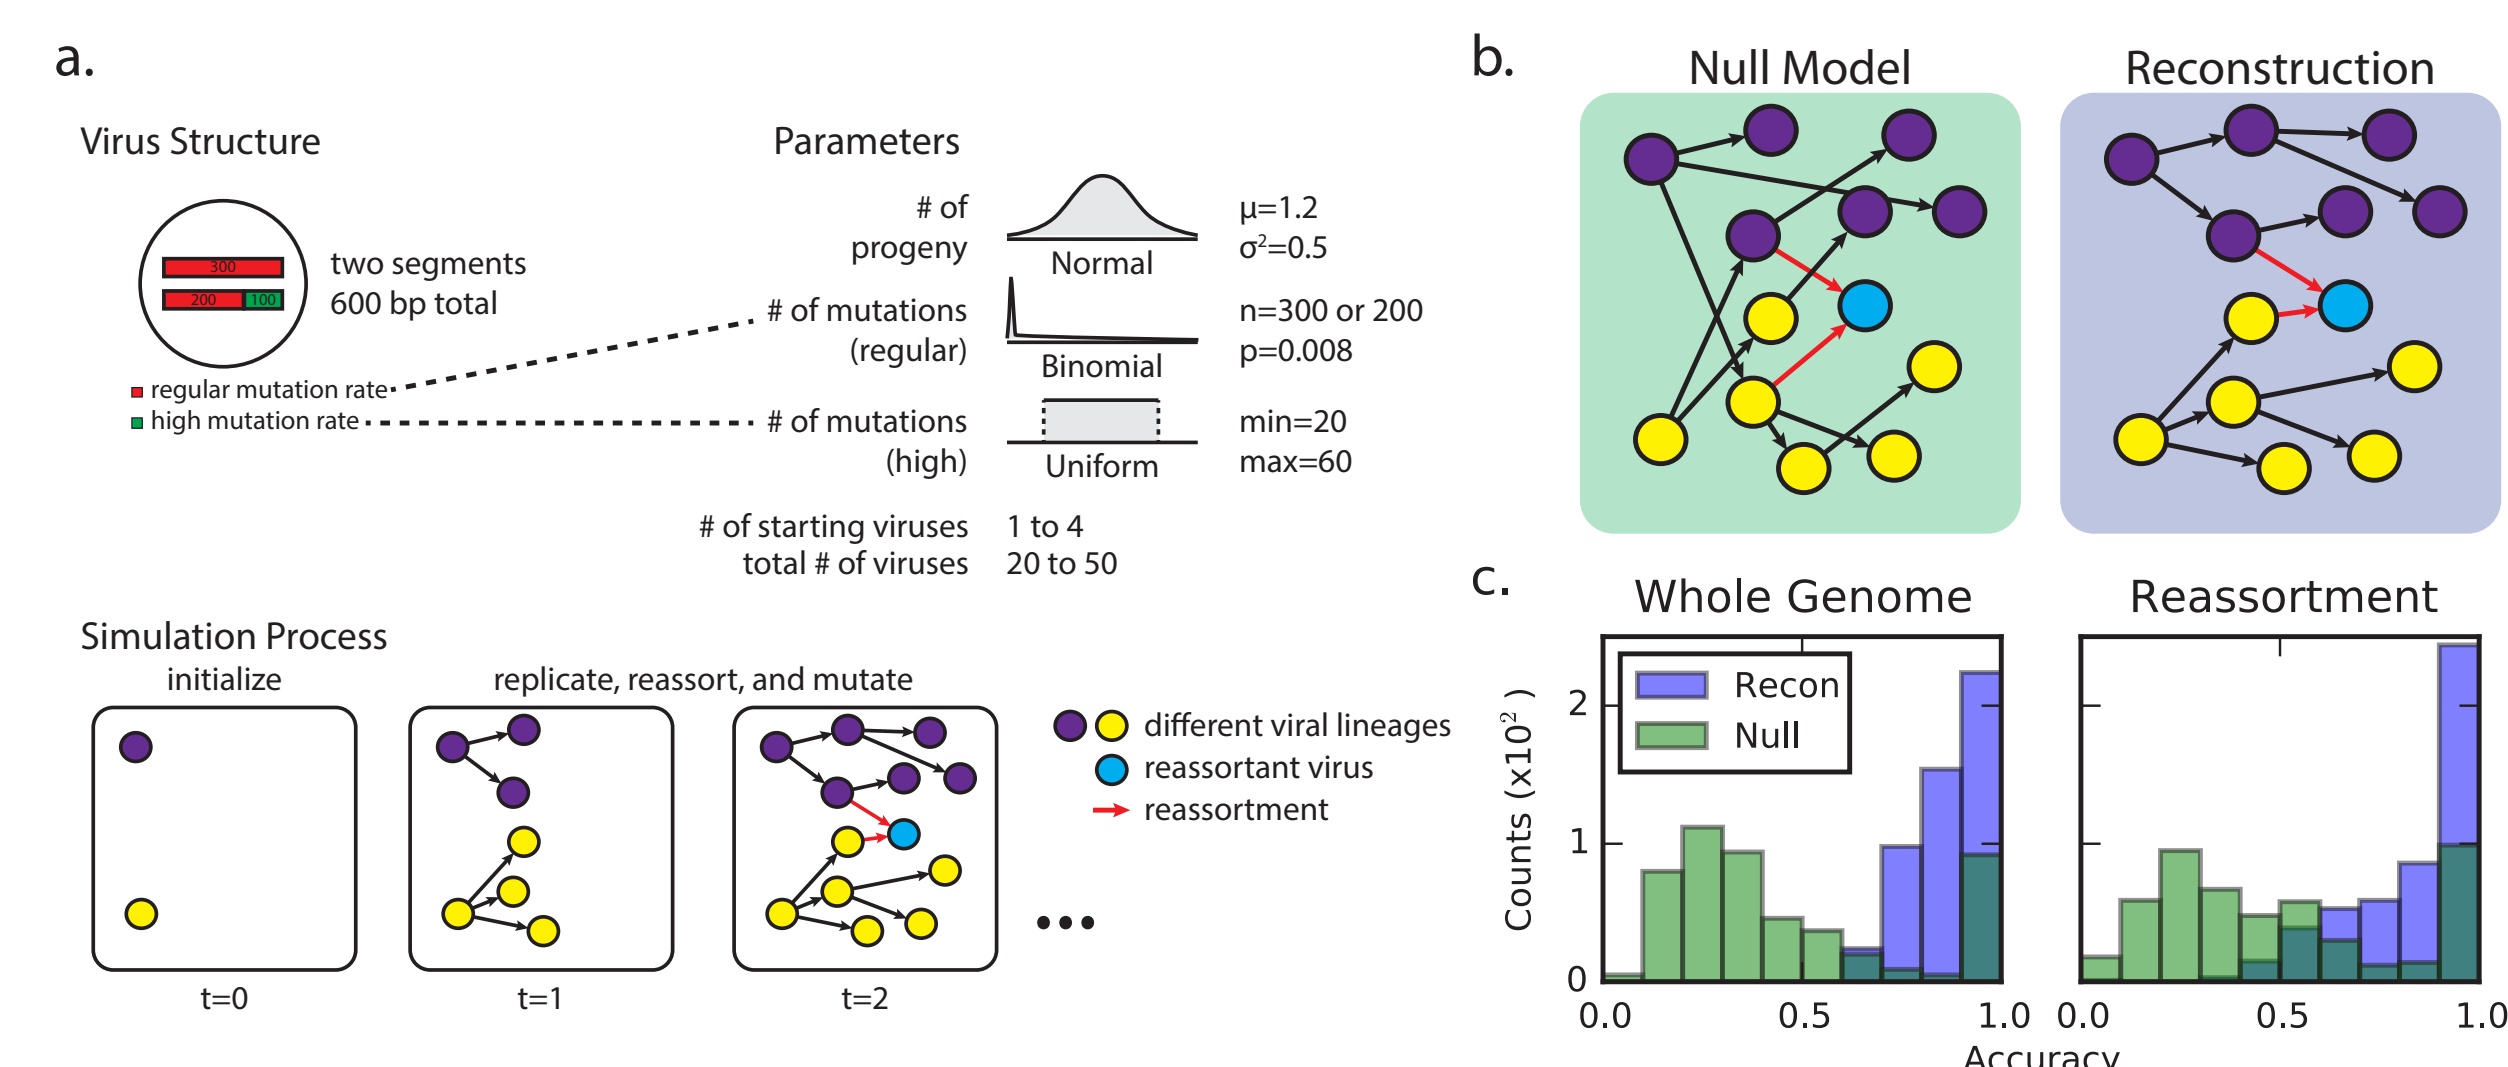 a.
Virus Structure
300
200 100
two segments
600 bp total
regular mutation rate
high mutation rate
Parameters
# of
progeny
Normal
μ=1.2
σ²=0.5
# of mutations
(regular)
Binomial
n=300 or 200
p=0.008
# of mutations
(high)
Uniform
min=20
max=60
# of starting viruses 1 to 4
total # of viruses 20 to 50
Simulation Process
initialize
replicate, reassort, and mutate
t=0
t=1
t=2
different viral lineages
reassortant virus
reassortment
b.
Null Model
Reconstruction
c.
Whole Genome
Reassortment
Recon
Null
Counts (x10²)
2
1
0
0.0 0.5 1.0
0.0 0.5 1.0
Accuracy